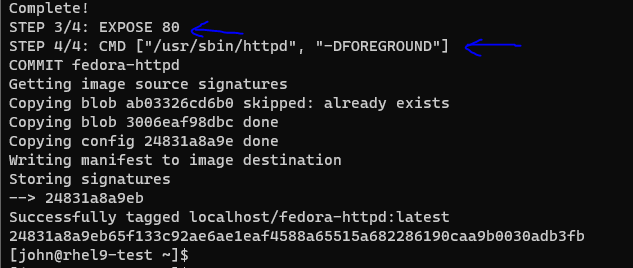 Complete!
STEP 3/4: EXPOSE 80
STEP 4/4: CMD ["/usr/sbin/httpd", "-DFOREGROUND"]
COMMIT fedora-httpd
Getting image source signatures
Copying blob ab03326cd6b0 skipped: already exists
Copying blob 3006eaf98dbc done
Copying config 24831a8a9e done
Writing manifest to image destination
Storing signatures
--> 24831a8a9eb
Successfully tagged localhost/fedora-httpd:latest
24831a8a9eb65f133c92ae6ae1eaf4588a65515a682286190caa9b0030adb3fb
[john@rhel9-test ~]$